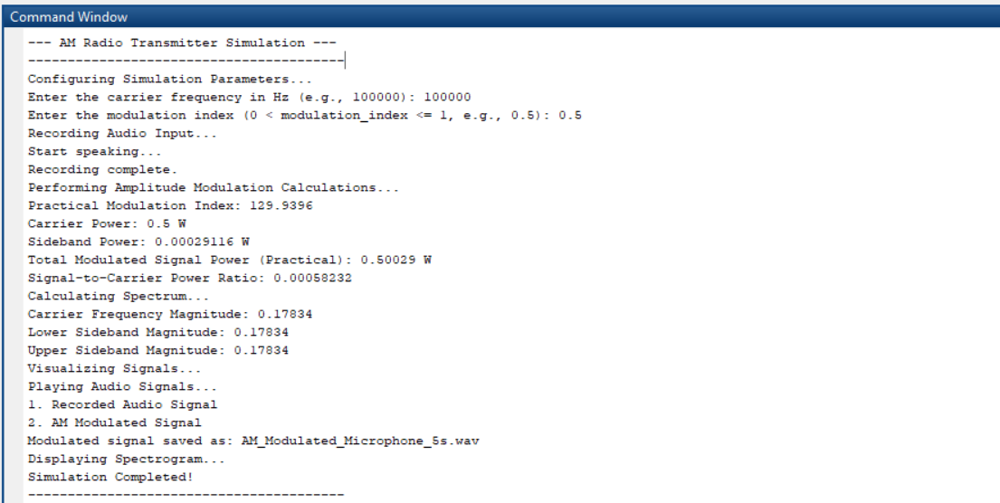 Command Window
--- AM Radio Transmitter Simulation ---
----------------------------------------
Configuring Simulation Parameters...
Enter the carrier frequency in Hz (e.g., 100000): 100000
Enter the modulation index (0 < modulation_index <= 1, e.g., 0.5): 0.5
Recording Audio Input...
Start speaking...
Recording complete.
Performing Amplitude Modulation Calculations...
Practical Modulation Index: 129.9396
Carrier Power: 0.5 W
Sideband Power: 0.00029116 W
Total Modulated Signal Power (Practical): 0.50029 W
Signal-to-Carrier Power Ratio: 0.00058232
Calculating Spectrum...
Carrier Frequency Magnitude: 0.17834
Lower Sideband Magnitude: 0.17834
Upper Sideband Magnitude: 0.17834
Visualizing Signals...
Playing Audio Signals...
1. Recorded Audio Signal
2. AM Modulated Signal
Modulated signal saved as: AM_Modulated_Microphone_5s.wav
Displaying Spectrogram...
Simulation Completed!
----------------------------------------